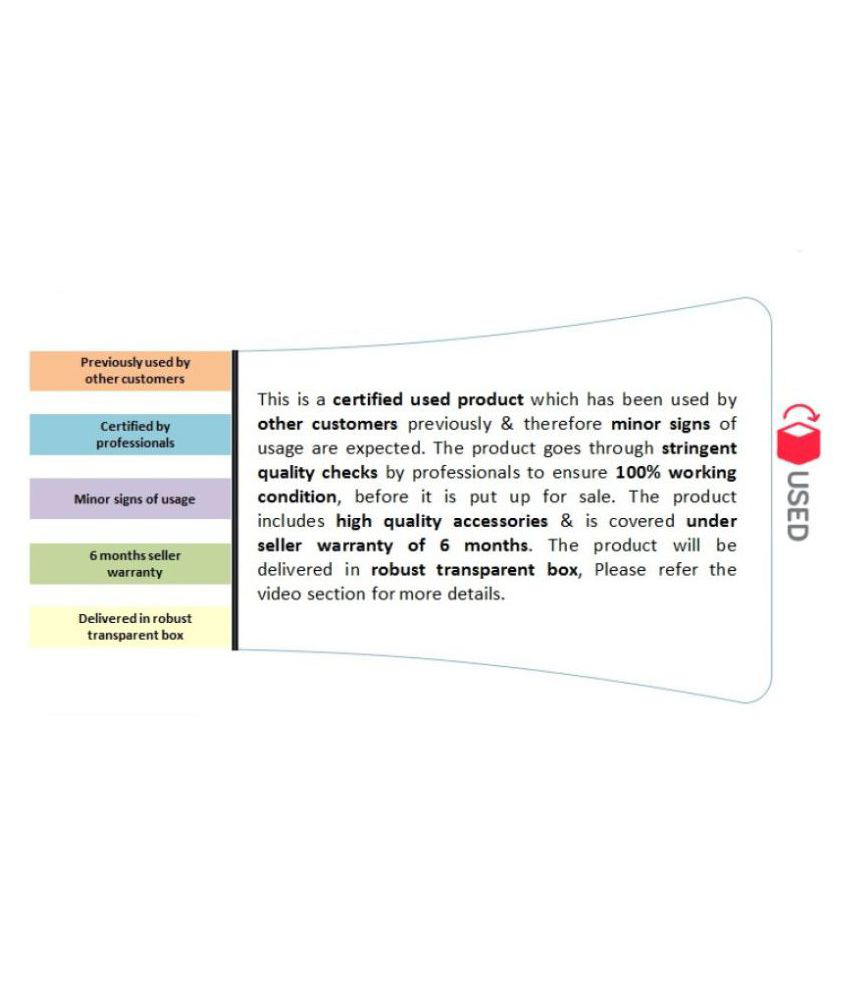 Previously used by
other customers
Certified by
professionals
Minor signs of usage
6 months seller
warranty
Delivered in robust
transparent box
This is a certified used product which has been used by
other customers previously & therefore minor signs of
usage are expected. The product goes through stringent
quality checks by professionals to ensure 100% working
condition, before it is put up for sale. The product
includes high quality accessories & is covered under
seller warranty of 6 months. The product will be
delivered in robust transparent box, Please refer the
video section for more details.
USED